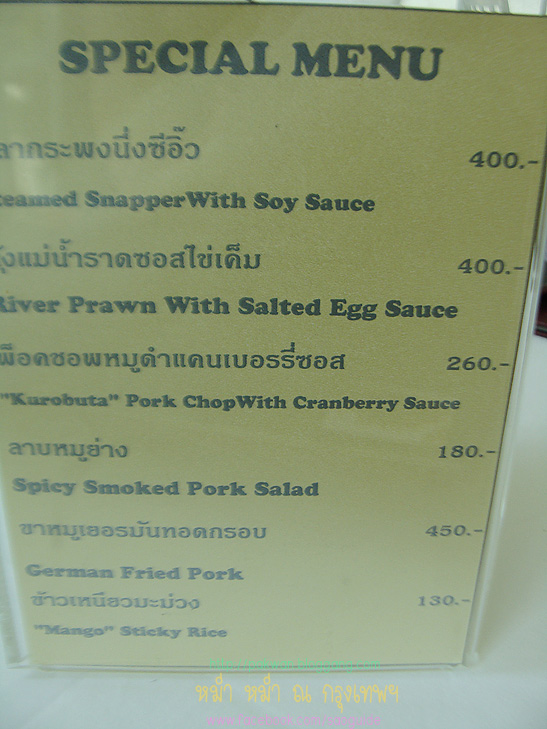 SPECIAL MENU
ลากระพงนึ่งซีอิ๊ว 400.-
teamed SnapperWith Soy Sauce
ุ้งแม่น้ำราดซอสไข่เค็ม 400.-
River Prawn With Salted Egg Sauce
พ็อคชอพหมูดำแคนเบอรรี่ซอส 260.-
"Kurobuta" Pork ChopWith Cranberry Sauce
ลาบหมูย่าง 180.-
Spicy Smoked Pork Salad
ขาหมูเยอรมันทอดกรอบ 450.-
German Fried Pork
ข้าวเหนียวมะม่วง 130.-
"Mango" Sticky Rice
หม่ำ หม่ำ ณ กรุงเทพฯ